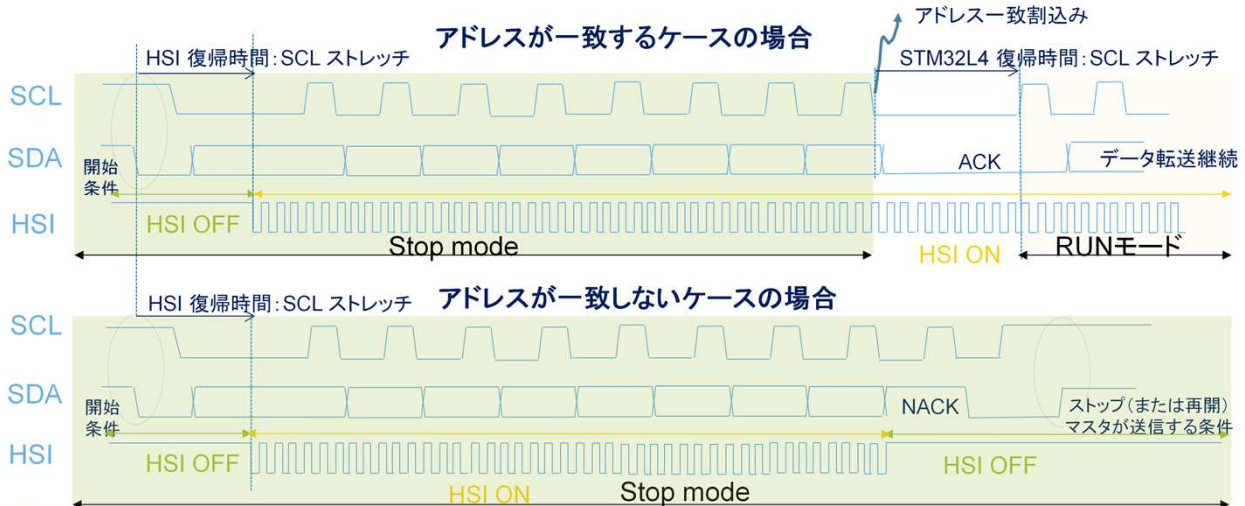 アドレス一致割込み
アドレスが一致するケースの場合
HSI 復帰時間：SCL ストレッチ
STM32L4 復帰時間：SCL ストレッチ
SCL
SDA
開始
条件
ACK
データ転送継続
HSI
HSI OFF
Stop mode
HSI ON
RUNモード
HSI 復帰時間：SCL ストレッチ
アドレスが一致しないケースの場合
SCL
SDA
開始
条件
NACK
ストップ（または再開）
マスタが送信する条件
HSI
HSI OFF
HSI ON
Stop mode
HSI OFF